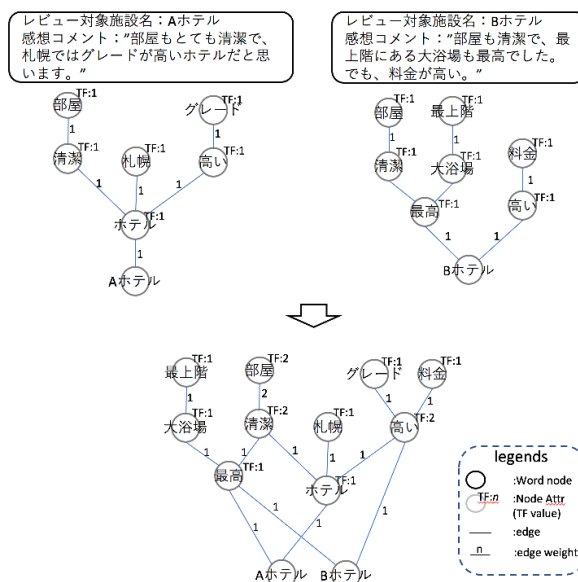 レビュー対象施設名：Aホテル
感想コメント：”部屋もとても清潔で、
札幌ではグレードが高いホテルだと思
います。”
レビュー対象施設名：Bホテル
感想コメント：”部屋も清潔で、最
上階にある大浴場も最高でした。
でも、料金が高い。”
部屋 TF:1
グレード TF:1
1
1
清潔 TF:1
札幌 TF:1
高い TF:1
1
1
1
ホテル TF:1
1
Aホテル
部屋 TF:1
最上階 TF:1
1
1
料金 TF:1
清潔 TF:1
大浴場 TF:1
1
最高 TF:1
高い TF:1
1
1
Bホテル
最上階 TF:1
部屋 TF:2
グレード TF:1
料金 TF:1
1
2
1
1
大浴場 TF:1
清潔 TF:2
札幌 TF:1
高い TF:2
1
1
1
1
1
最高 TF:1
ホテル TF:1
1
1
1
1
Aホテル
Bホテル
legends
:Word node
TF:n :Node Attr
(TF value)
:edge
n :edge weight